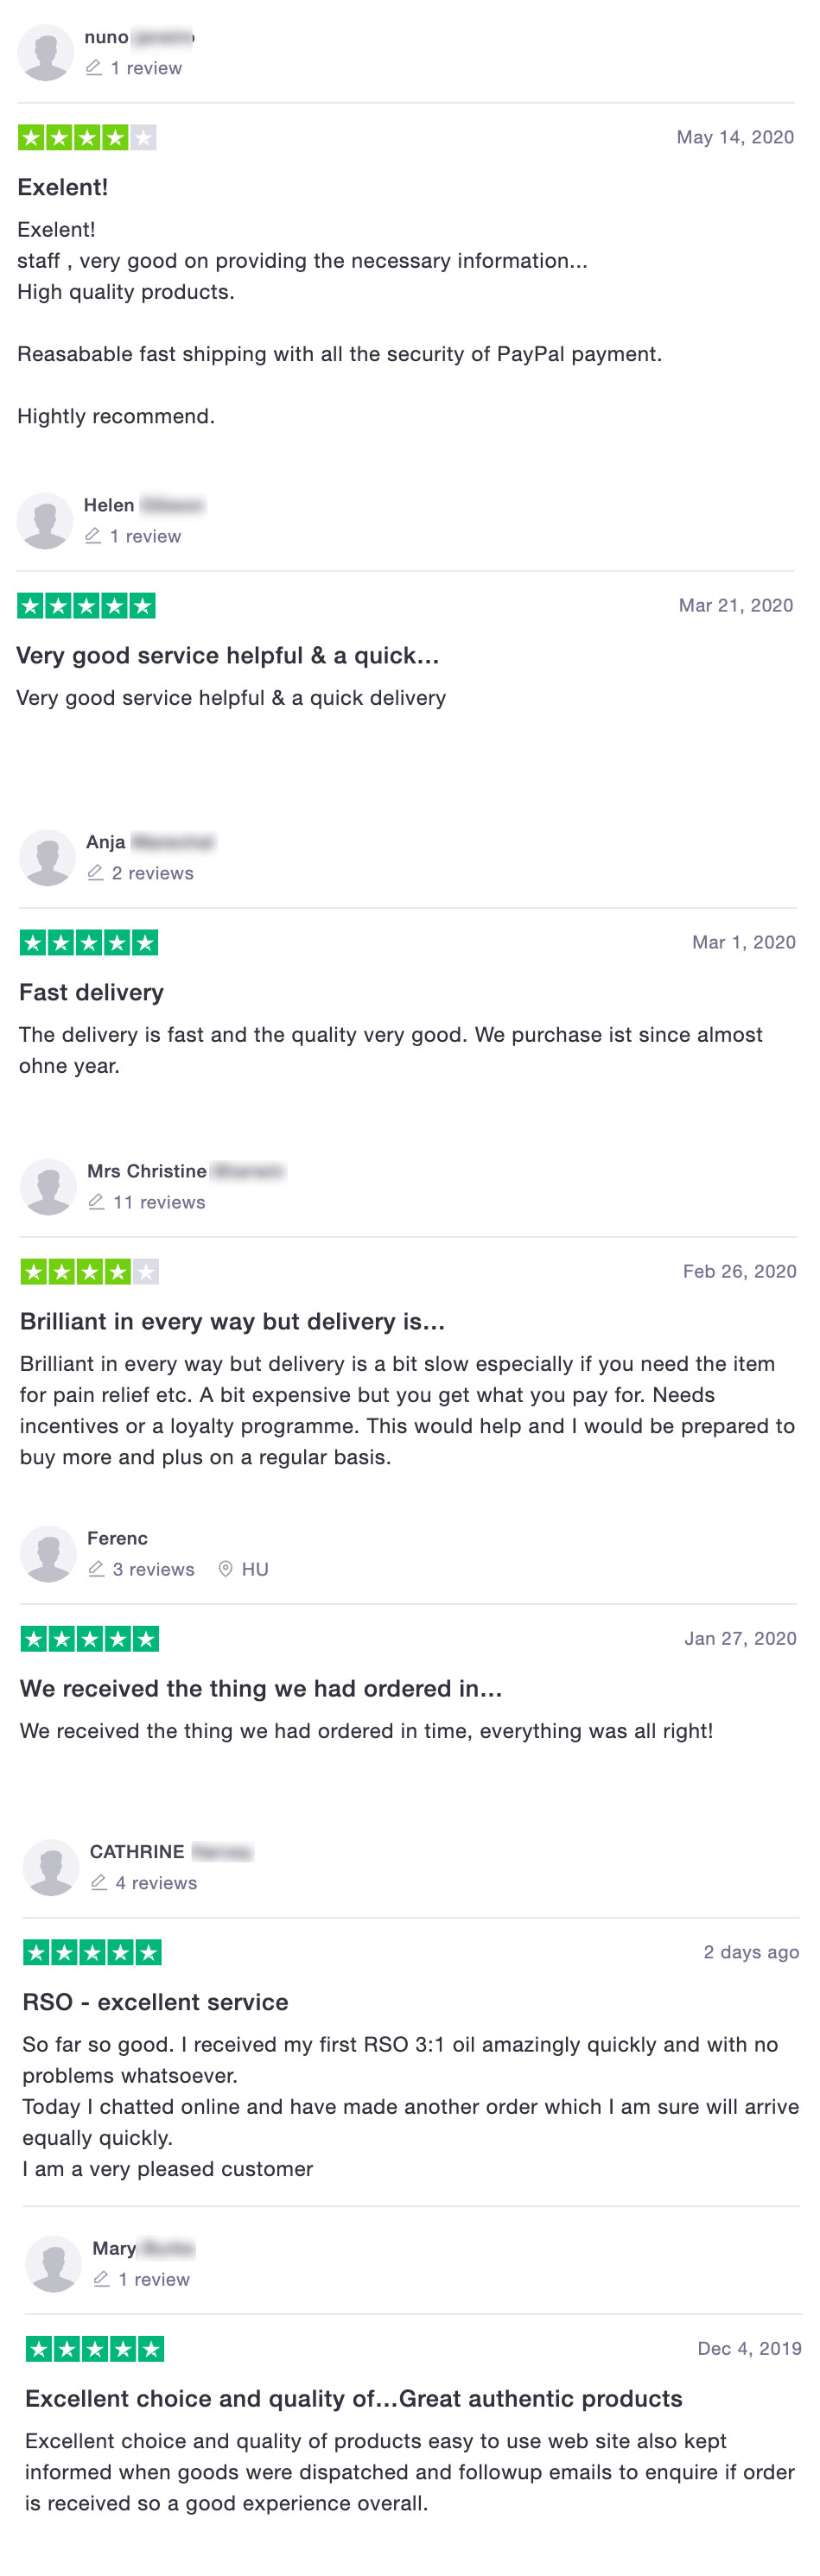 nuno
1 review
May 14, 2020
Exelent!
Exelent!
staff , very good on providing the necessary information...
High quality products.
Reasabable fast shipping with all the security of PayPal payment.
Hightly recommend.
Helen
1 review
Mar 21, 2020
Very good service helpful & a quick...
Very good service helpful & a quick delivery
Anja
2 reviews
Mar 1, 2020
Fast delivery
The delivery is fast and the quality very good. We purchase ist since almost
ohne year.
Mrs Christine
11 reviews
Feb 26, 2020
Brilliant in every way but delivery is...
Brilliant in every way but delivery is a bit slow especially if you need the item
for pain relief etc. A bit expensive but you get what you pay for. Needs
incentives or a loyalty programme. This would help and I would be prepared to
buy more and plus on a regular basis.
Ferenc
3 reviews HU
Jan 27, 2020
We received the thing we had ordered in...
We received the thing we had ordered in time, everything was all right!
CATHRINE
4 reviews
2 days ago
RSO - excellent service
So far so good. I received my first RSO 3:1 oil amazingly quickly and with no
problems whatsoever.
Today I chatted online and have made another order which I am sure will arrive
equally quickly.
I am a very pleased customer
Mary
1 review
Dec 4, 2019
Excellent choice and quality of...Great authentic products
Excellent choice and quality of products easy to use web site also kept
informed when goods were dispatched and followup emails to enquire if order
is received so a good experience overall.